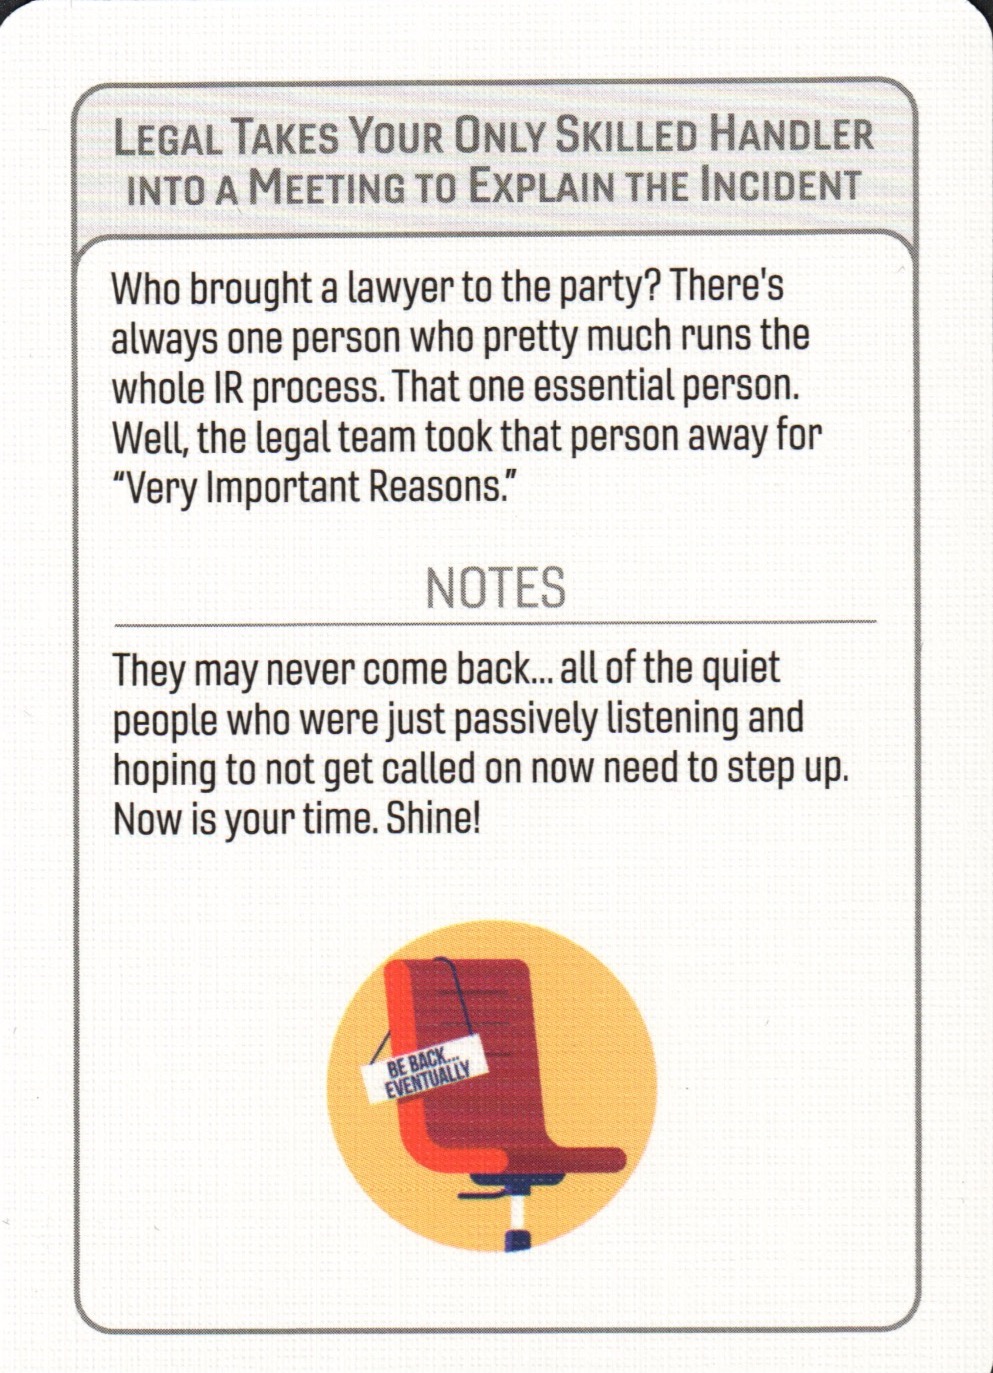 LEGAL TAKES YOUR ONLY SKILLED HANDLER
INTO A MEETING TO EXPLAIN THE INCIDENT
Who brought a lawyer to the party? There's
always one person who pretty much runs the
whole IR process. That one essential person.
Well, the legal team took that person away for
“Very Important Reasons.”
NOTES
They may never come back... all of the quiet
people who were just passively listening and
hoping to not get called on now need to step up.
Now is your time. Shine!
BE BACK...
EVENTUALLY